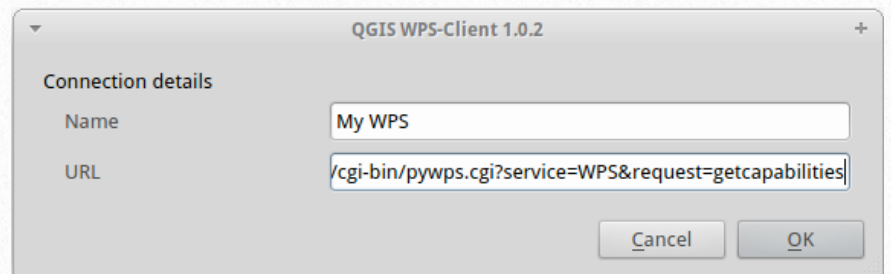 QGIS WPS-Client 1.0.2
Connection details
Name My WPS
URL /cgi-bin/pywps.cgi?service=WPS&request=getcapabilities
Cancel OK